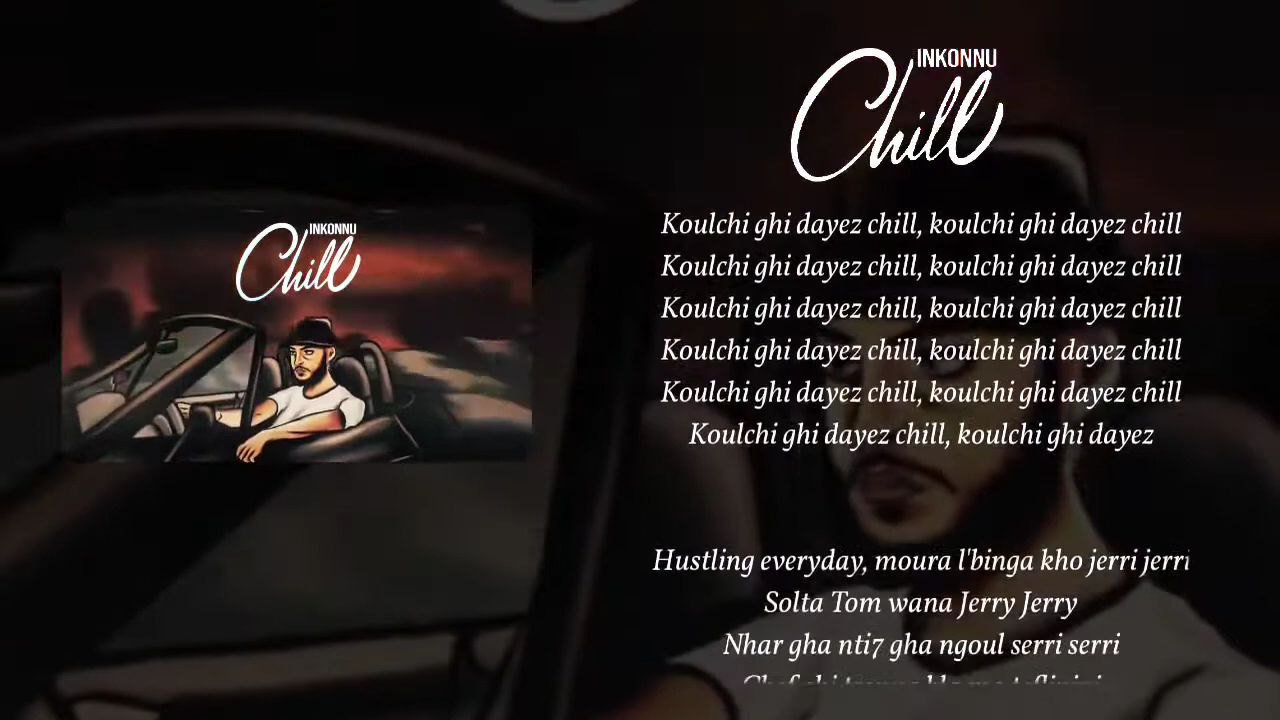 INKONNU
Chill
INKONNU
Chill
Koulchi ghi dayez chill, koulchi ghi dayez chill
Koulchi ghi dayez chill, koulchi ghi dayez chill
Koulchi ghi dayez chill, koulchi ghi dayez chill
Koulchi ghi dayez chill, koulchi ghi dayez chill
Koulchi ghi dayez chill, koulchi ghi dayez chill
Koulchi ghi dayez chill, koulchi ghi dayez
Hustling everyday, moura l'binga kho jerri jerri
Solta Tom wana Jerry Jerry
Nhar gha nti7 gha ngoul serri serri